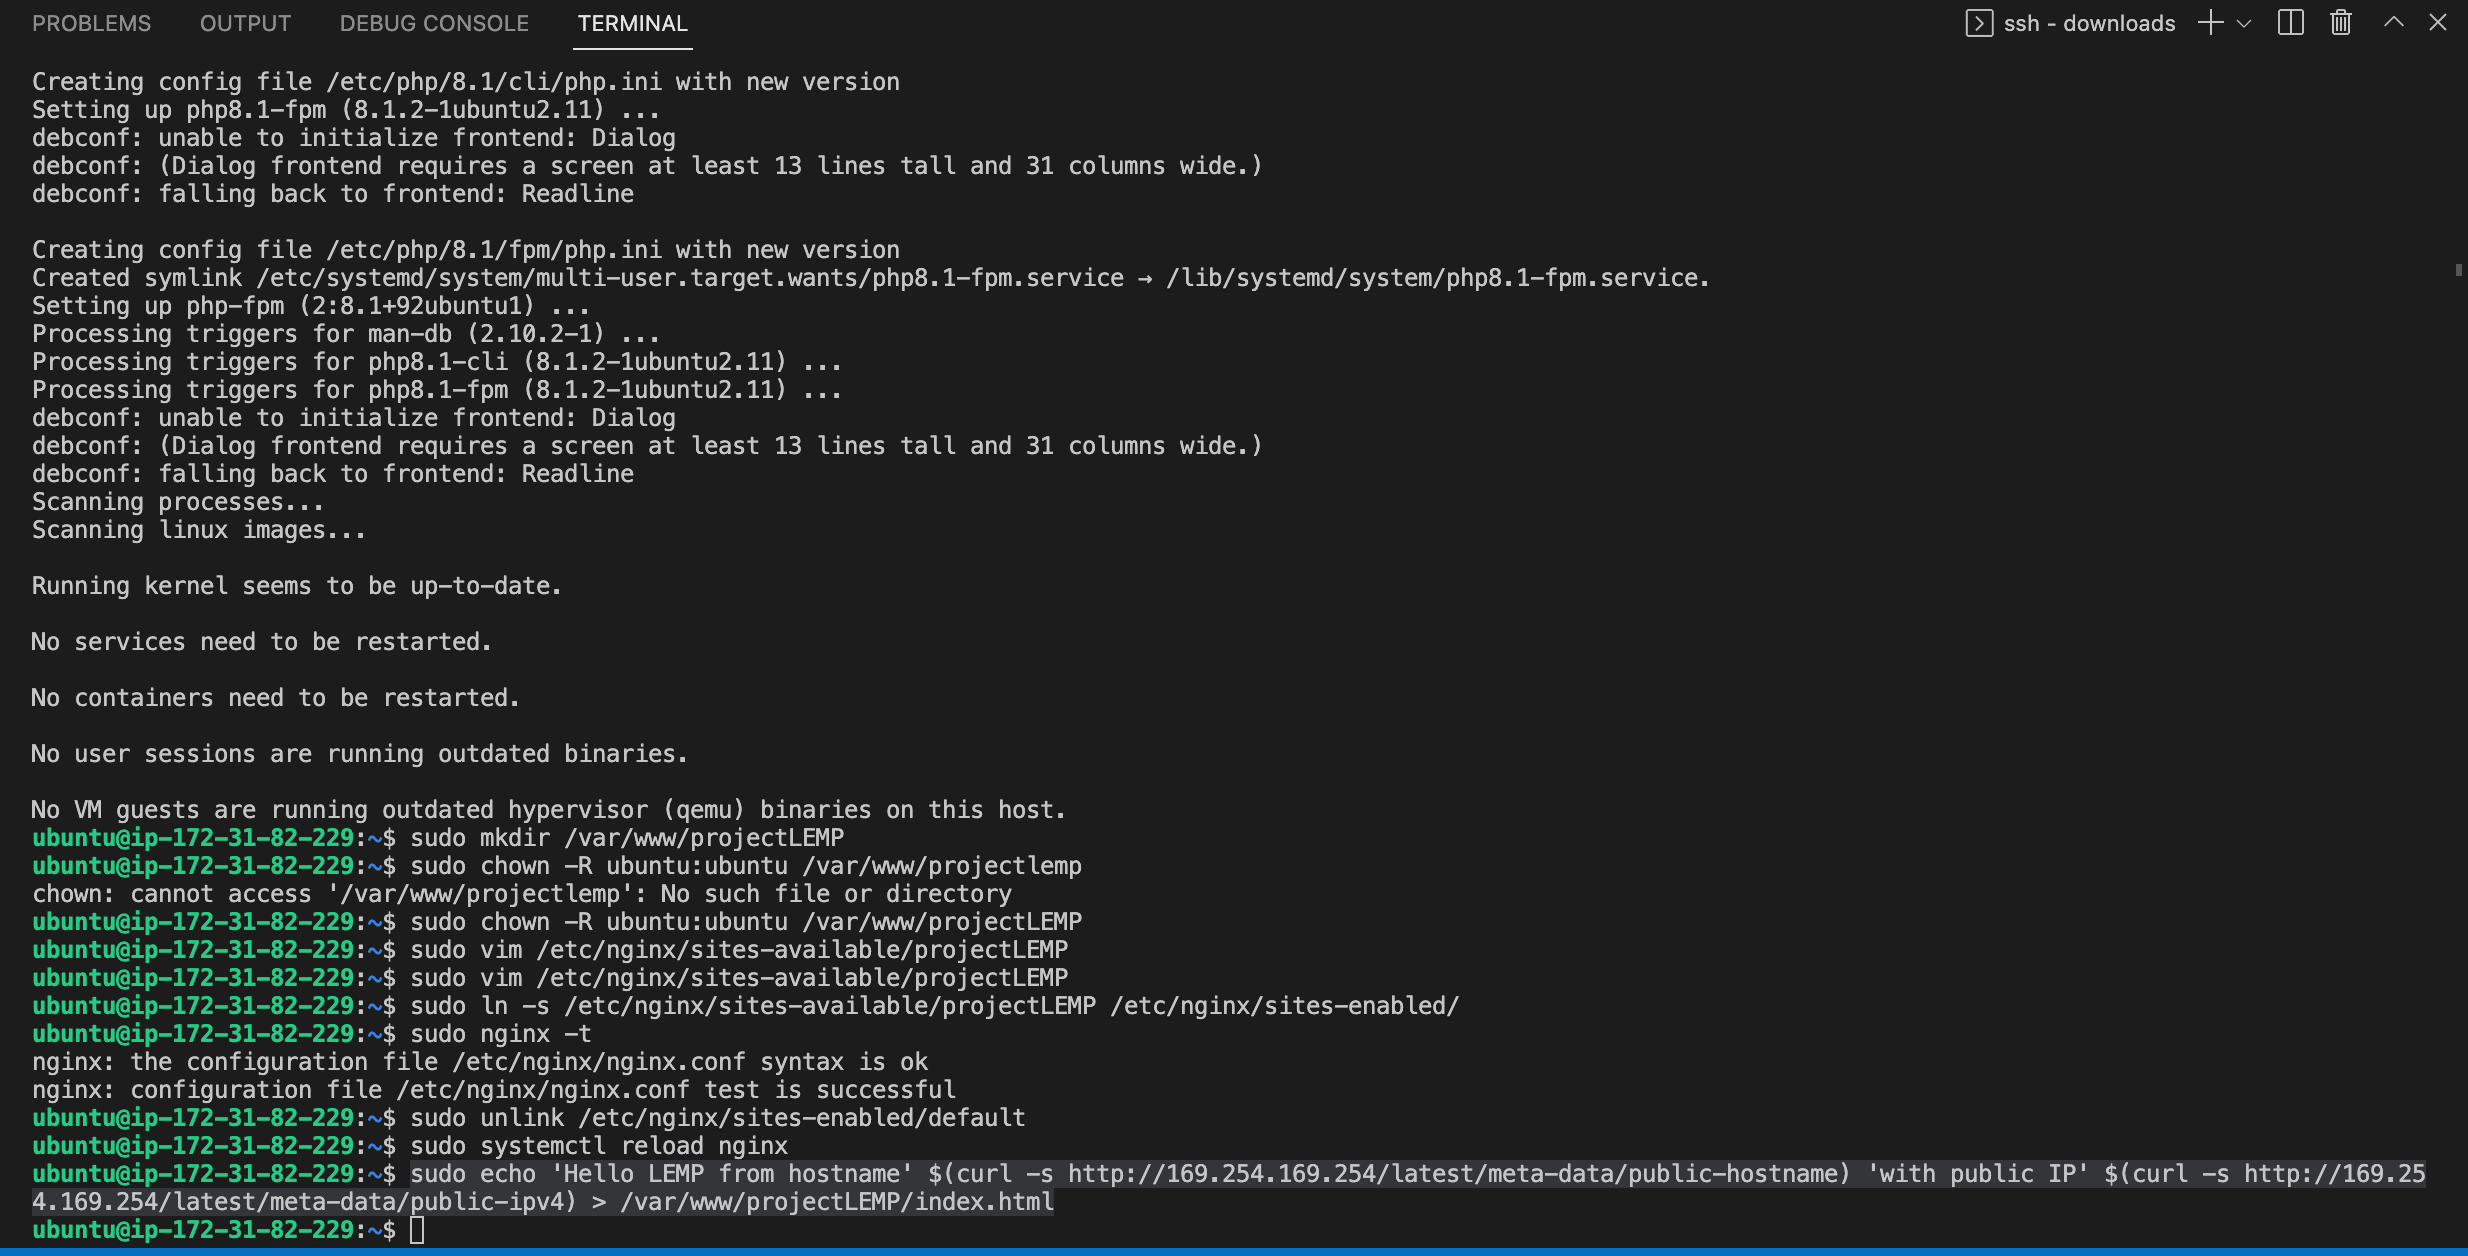 PROBLEMS OUTPUT DEBUG CONSOLE TERMINAL ssh - downloads
Creating config file /etc/php/8.1/cli/php.ini with new version
Setting up php8.1-fpm (8.1.2-1ubuntu2.11) ...
debconf: unable to initialize frontend: Dialog
debconf: (Dialog frontend requires a screen at least 13 lines tall and 31 columns wide.)
debconf: falling back to frontend: Readline
Creating config file /etc/php/8.1/fpm/php.ini with new version
Created symlink /etc/systemd/system/multi-user.target.wants/php8.1-fpm.service → /lib/systemd/system/php8.1-fpm.service.
Setting up php-fpm (2:8.1+92ubuntu1) ...
Processing triggers for man-db (2.10.2-1) ...
Processing triggers for php8.1-cli (8.1.2-1ubuntu2.11) ...
Processing triggers for php8.1-fpm (8.1.2-1ubuntu2.11) ...
debconf: unable to initialize frontend: Dialog
debconf: (Dialog frontend requires a screen at least 13 lines tall and 31 columns wide.)
debconf: falling back to frontend: Readline
Scanning processes...
Scanning linux images...
Running kernel seems to be up-to-date.
No services need to be restarted.
No containers need to be restarted.
No user sessions are running outdated binaries.
No VM guests are running outdated hypervisor (qemu) binaries on this host.
ubuntu@ip-172-31-82-229:~$ sudo mkdir /var/www/projectLEMP
ubuntu@ip-172-31-82-229:~$ sudo chown -R ubuntu:ubuntu /var/www/projectlemp
chown: cannot access '/var/www/projectlemp': No such file or directory
ubuntu@ip-172-31-82-229:~$ sudo chown -R ubuntu:ubuntu /var/www/projectLEMP
ubuntu@ip-172-31-82-229:~$ sudo vim /etc/nginx/sites-available/projectLEMP
ubuntu@ip-172-31-82-229:~$ sudo vim /etc/nginx/sites-available/projectLEMP
ubuntu@ip-172-31-82-229:~$ sudo ln -s /etc/nginx/sites-available/projectLEMP /etc/nginx/sites-enabled/
ubuntu@ip-172-31-82-229:~$ sudo nginx -t
nginx: the configuration file /etc/nginx/nginx.conf syntax is ok
nginx: configuration file /etc/nginx/nginx.conf test is successful
ubuntu@ip-172-31-82-229:~$ sudo unlink /etc/nginx/sites-enabled/default
ubuntu@ip-172-31-82-229:~$ sudo systemctl reload nginx
ubuntu@ip-172-31-82-229:~$ sudo echo 'Hello LEMP from hostname' $(curl -s http://169.254.169.254/latest/meta-data/public-hostname) 'with public IP' $(curl -s http://169.25
4.169.254/latest/meta-data/public-ipv4) > /var/www/projectLEMP/index.html
ubuntu@ip-172-31-82-229:~$